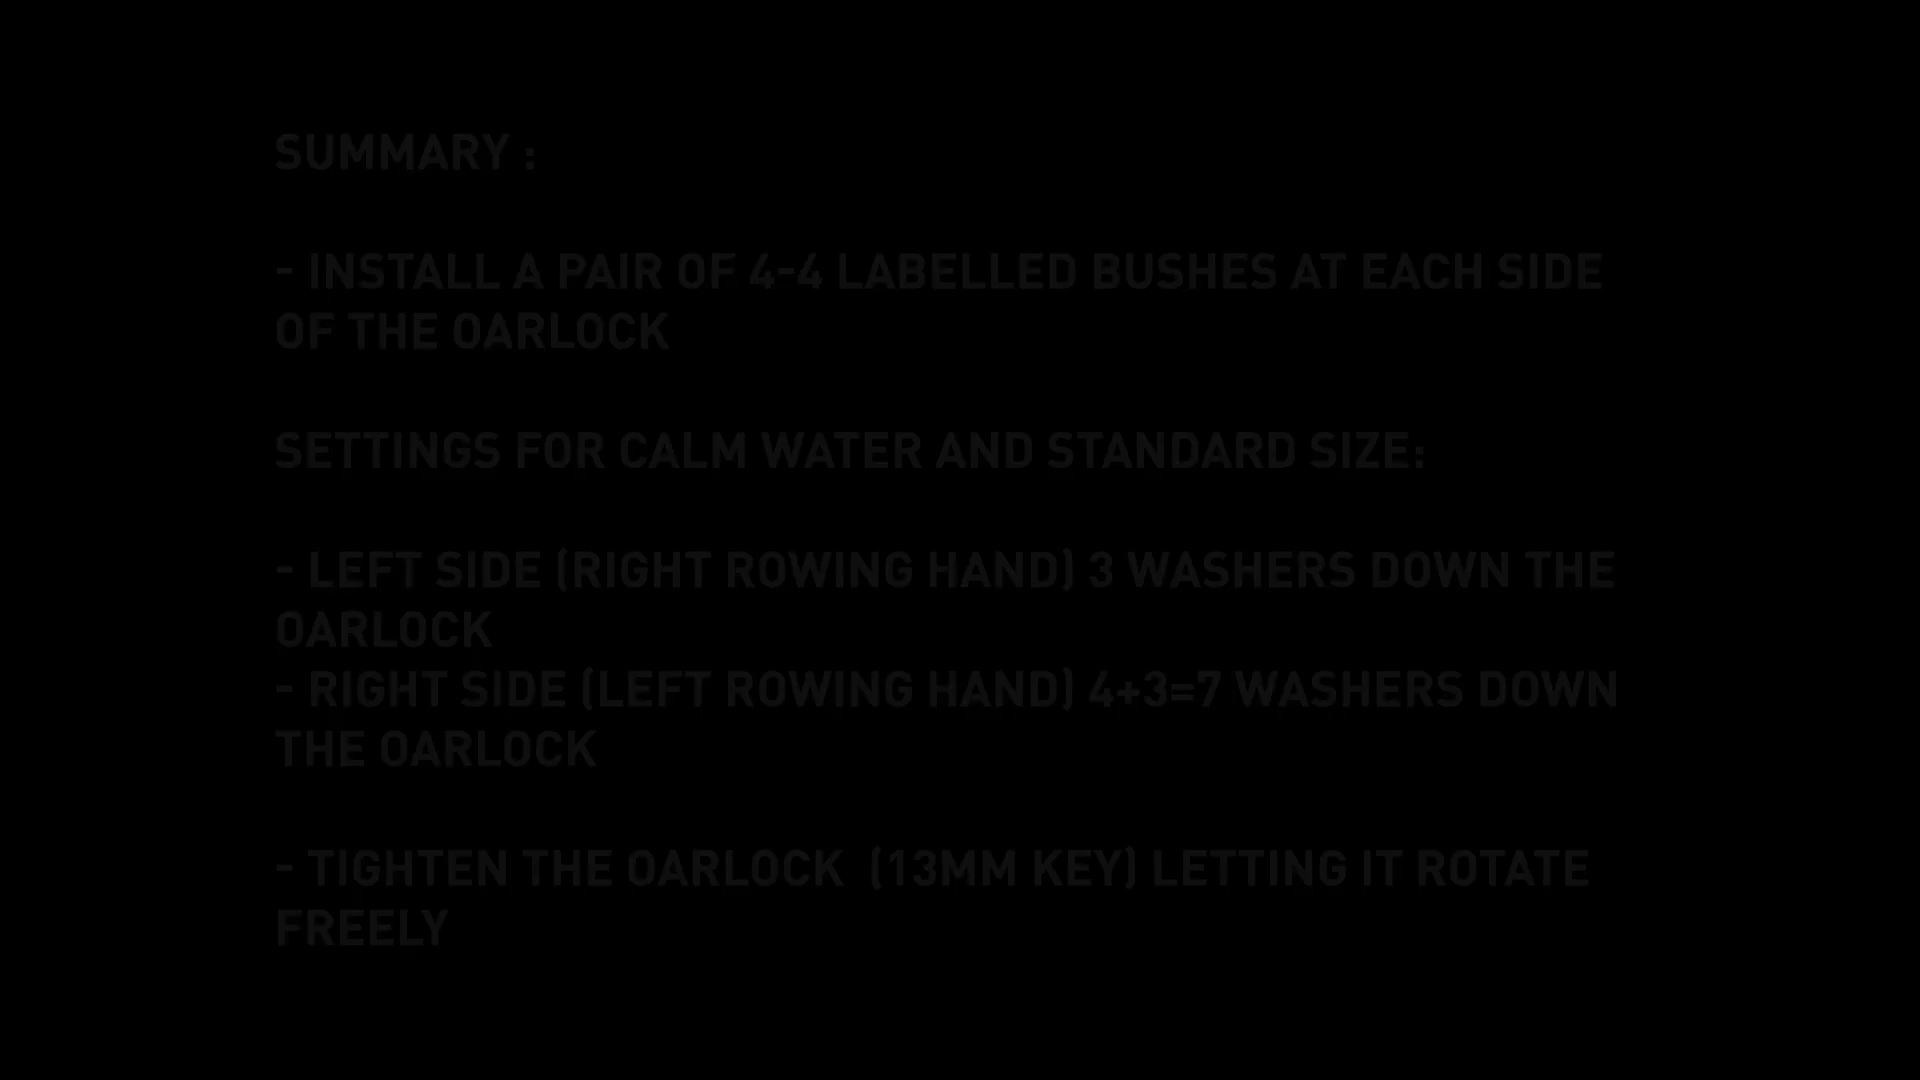 SUMMARY :
- INSTALL A PAIR OF 4-4 LABELLED BUSHES AT EACH SIDE
OF THE OARLOCK
SETTINGS FOR CALM WATER AND STANDARD SIZE:
- LEFT SIDE (RIGHT ROWING HAND) 3 WASHERS DOWN THE
OARLOCK
- RIGHT SIDE (LEFT ROWING HAND) 4+3=7 WASHERS DOWN
THE OARLOCK
- TIGHTEN THE OARLOCK  (13MM KEY) LETTING IT ROTATE
FREELY